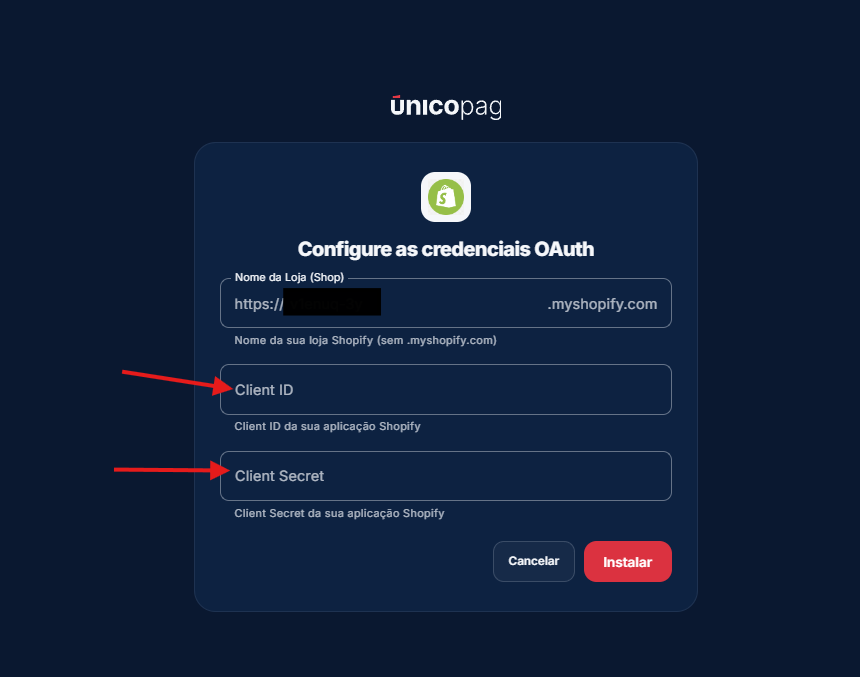 únicopag
Configure as credenciais OAuth
Nome da Loja (Shop)
https:// .myshopify.com
Nome da sua loja Shopify (sem .myshopify.com)
Client ID
Client ID da sua aplicação Shopify
Client Secret
Client Secret da sua aplicação Shopify
Cancelar Instalar